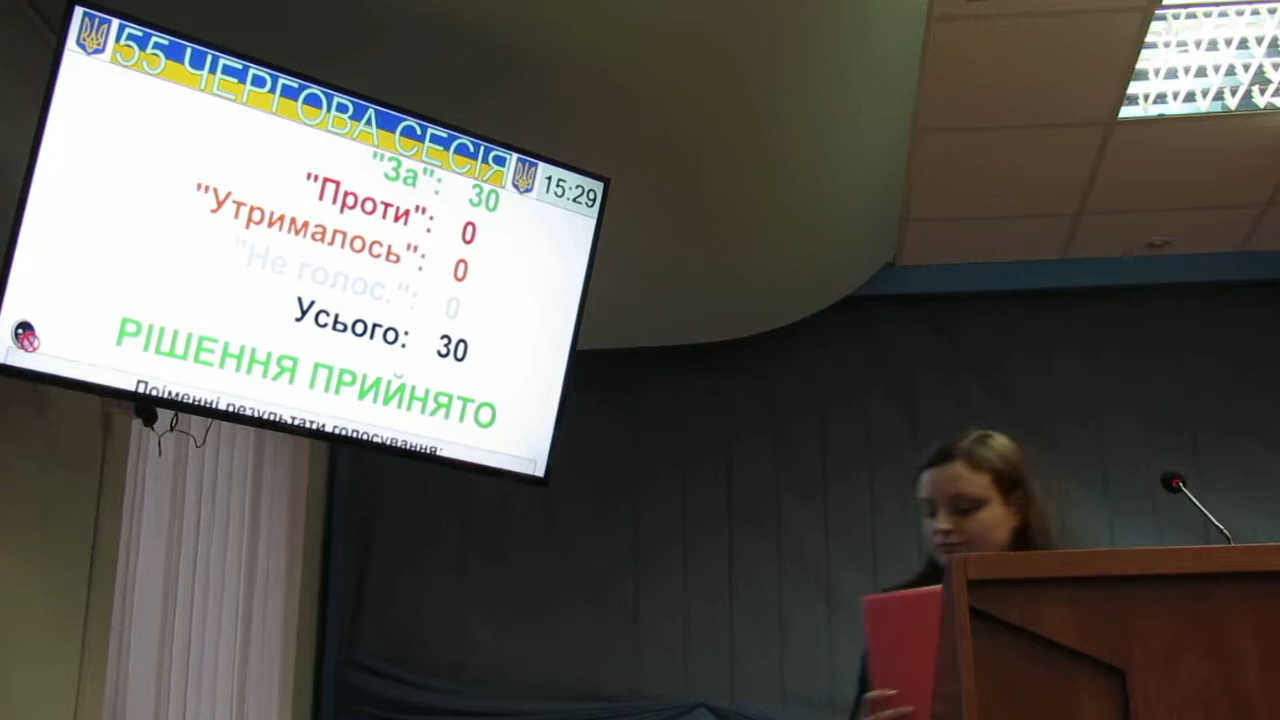 55 ЧЕРГОВА СЕСІЯ
15:29
"За": 30
"Проти": 0
"Утрималось": 0
"Не голос.": 0
Усього: 30
РІШЕННЯ ПРИЙНЯТО
Поіменні результати голосування: